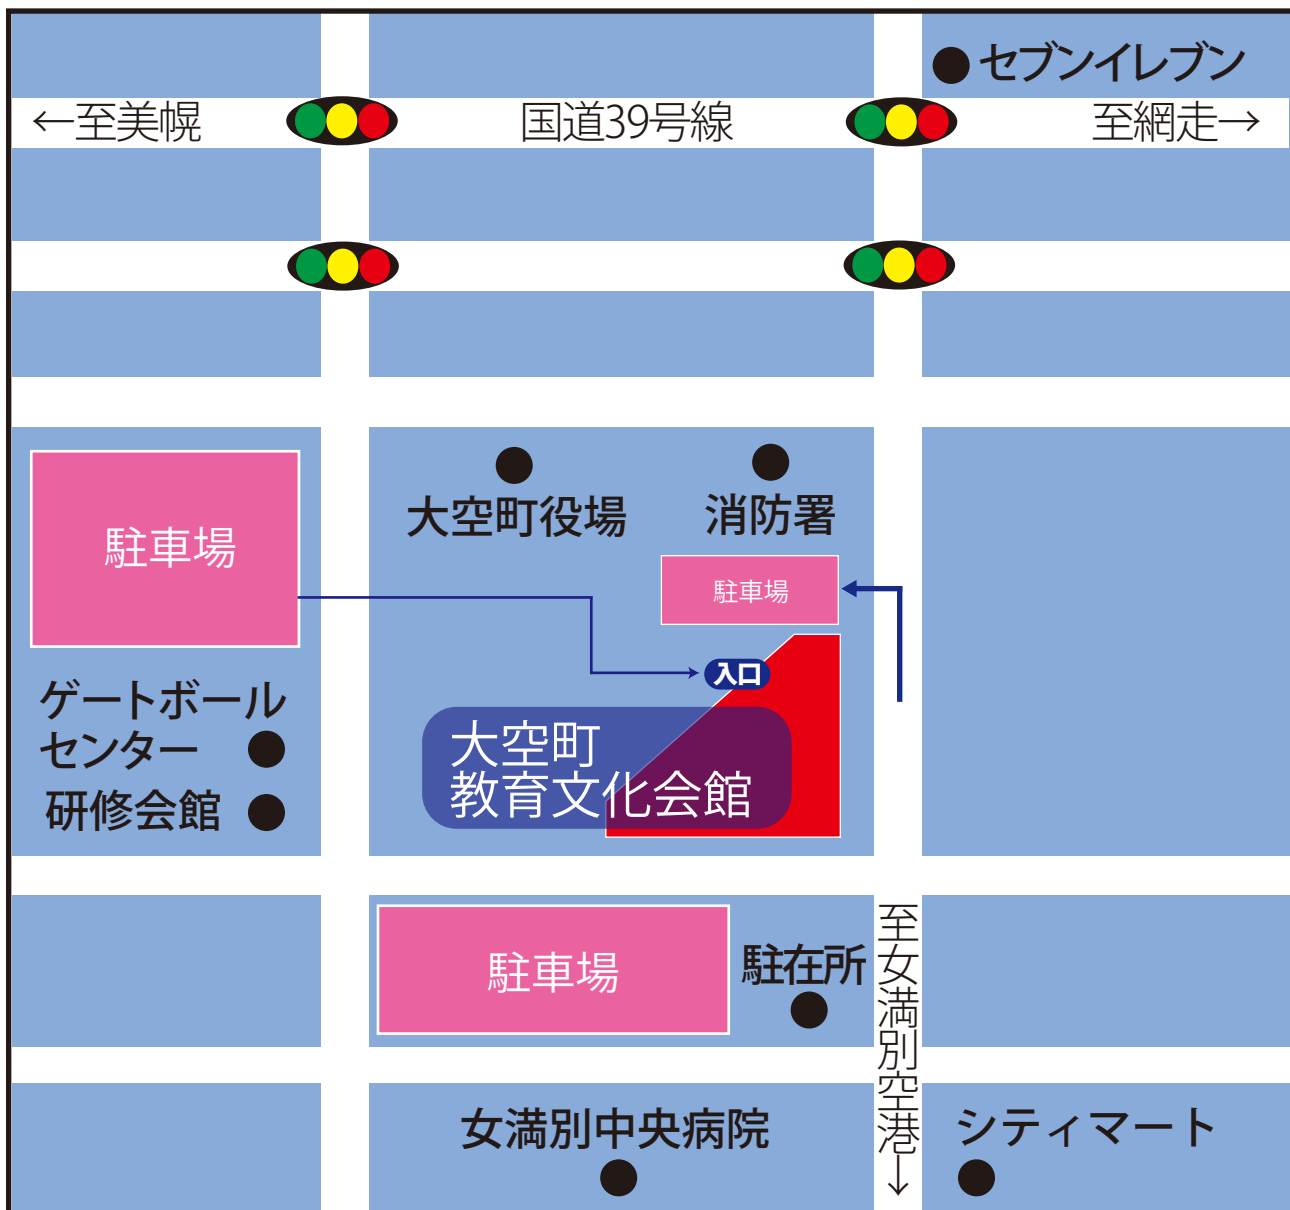 セブンイレブン
←至美幌
国道39号線
至網走→
大空町役場
消防署
駐車場
駐車場
入口
ゲートボール
センター
研修会館
大空町
教育文化会館
駐車場
駐在所
至女満別空港→
女満別中央病院
シティマート